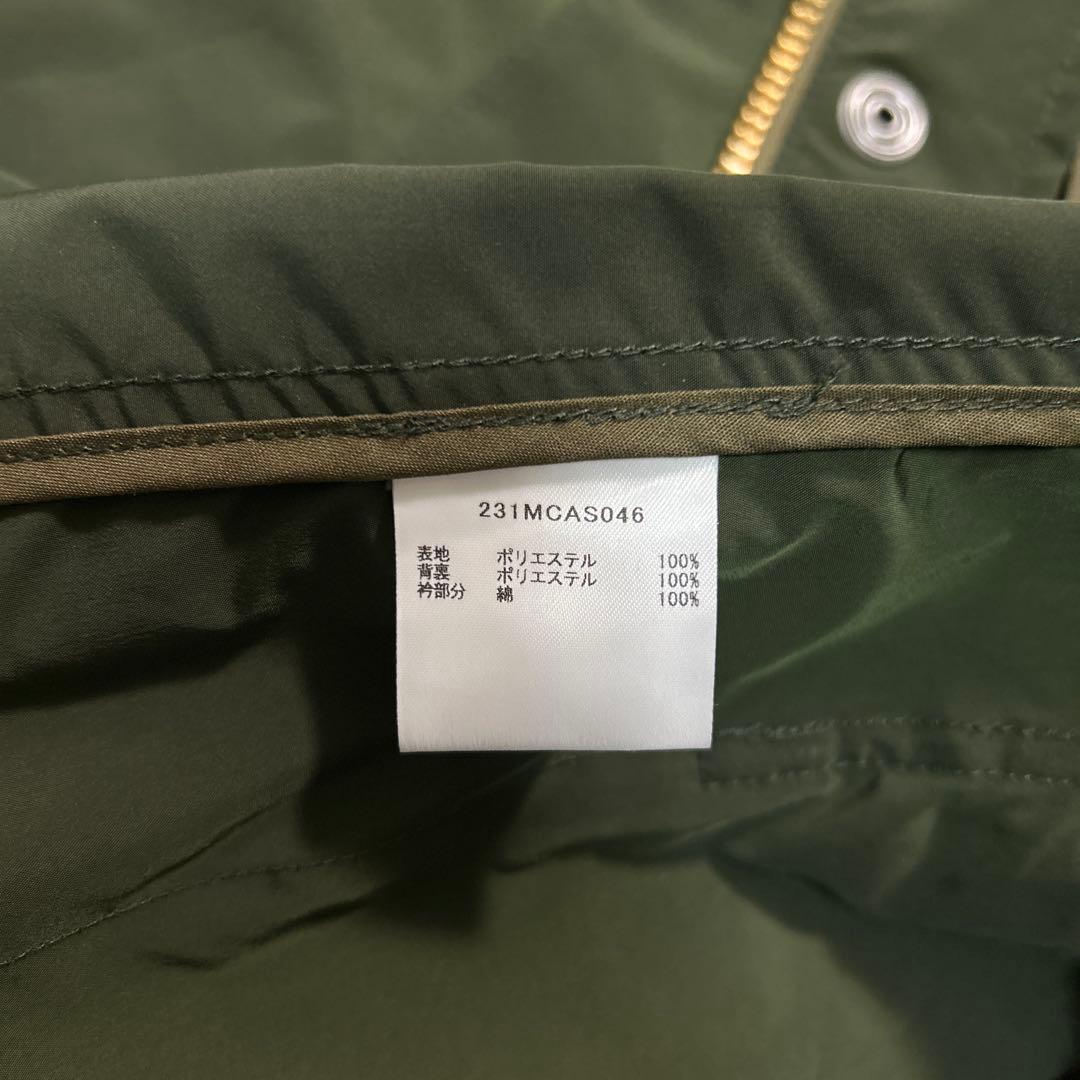 231MCAS046
表地 ポリエステル 100%
背裏 ポリエステル 100%
衿部分 綿 100%